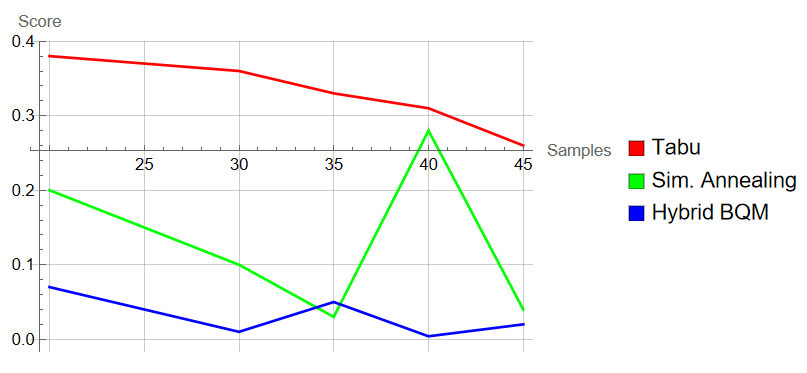 Score
0.4
0.3
Samples
25 30 35 40 45
0.2
0.1
0.0
Tabu
Sim. Annealing
Hybrid BQM